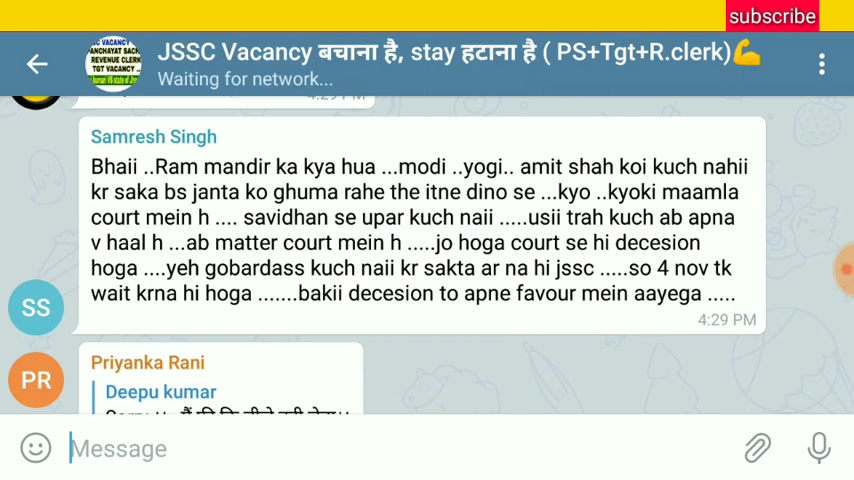 subscribe
JSSC Vacancy बचाना है, stay हटाना है ( PS+Tgt+R.clerk)💪
Waiting for network...
4:29 PM
Samresh Singh
Bhaii ..Ram mandir ka kya hua ...modi ..yogi.. amit shah koi kuch nahii
kr saka bs janta ko ghuma rahe the itne dino se ...kyo ..kyoki maamla
court mein h .... savidhan se upar kuch naii .....usii trah kuch ab apna
v haal h ...ab matter court mein h .....jo hoga court se hi decesion
hoga ....yeh gobardass kuch naii kr sakta ar na hi jssc .....so 4 nov tk
wait krna hi hoga .......bakii decesion to apne favour mein aayega .....
4:29 PM
SS
Priyanka Rani
PR
Deepu kumar
Message